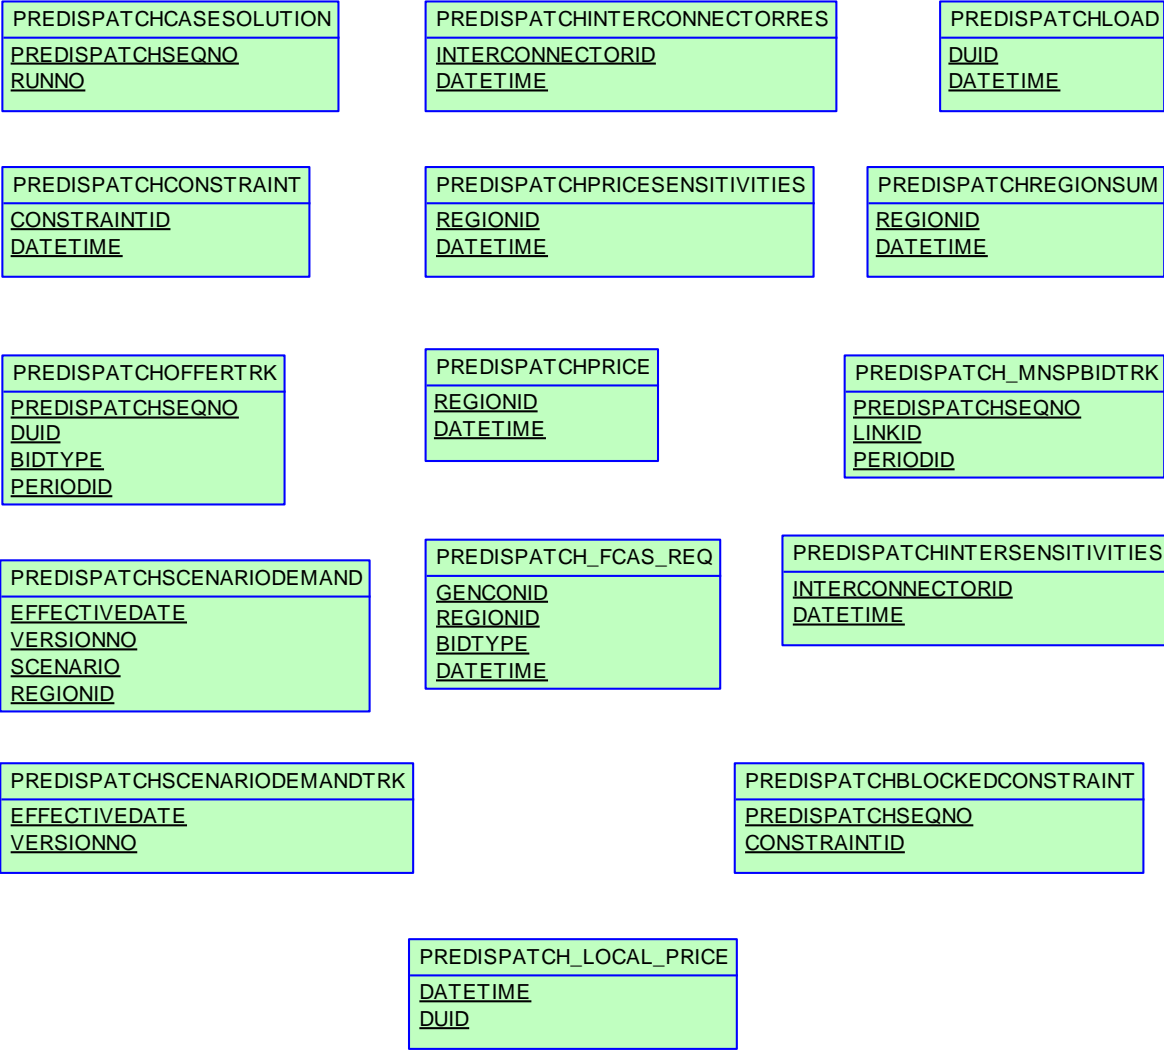 PREDISPATCHCASESOLUTION
PREDISPATCHSEQNO
RUNNO
PREDISPATCHINTERCONNECTORRES
INTERCONNECTORID
DATETIME
PREDISPATCHLOAD
DUID
DATETIME
PREDISPATCHCONSTRAINT
CONSTRAINTID
DATETIME
PREDISPATCHPRICESENSITIVITIES
REGIONID
DATETIME
PREDISPATCHREGIONSUM
REGIONID
DATETIME
PREDISPATCHOFFERTRK
PREDISPATCHSEQNO
DUID
BIDTYPE
PERIODID
PREDISPATCHPRICE
REGIONID
DATETIME
PREDISPATCH_MNSPBIDTRK
PREDISPATCHSEQNO
LINKID
PERIODID
PREDISPATCHSCENARIODEMAND
EFFECTIVEDATE
VERSIONNO
SCENARIO
REGIONID
PREDISPATCH_FCAS_REQ
GENCONID
REGIONID
BIDTYPE
DATETIME
PREDISPATCHINTERSENSITIVITIES
INTERCONNECTORID
DATETIME
PREDISPATCHSCENARIODEMANDTRK
EFFECTIVEDATE
VERSIONNO
PREDISPATCHBLOCKEDCONSTRAINT
PREDISPATCHSEQNO
CONSTRAINTID
PREDISPATCH_LOCAL_PRICE
DATETIME
DUID